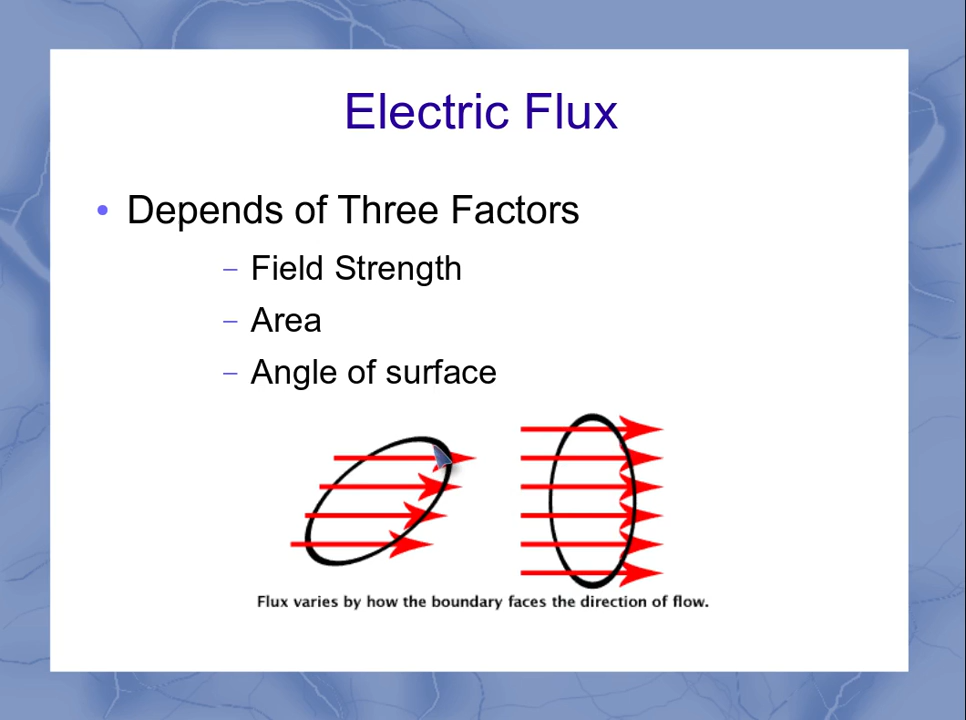 Electric Flux
• Depends of Three Factors
– Field Strength
– Area
– Angle of surface
Flux varies by how the boundary faces the direction of flow.